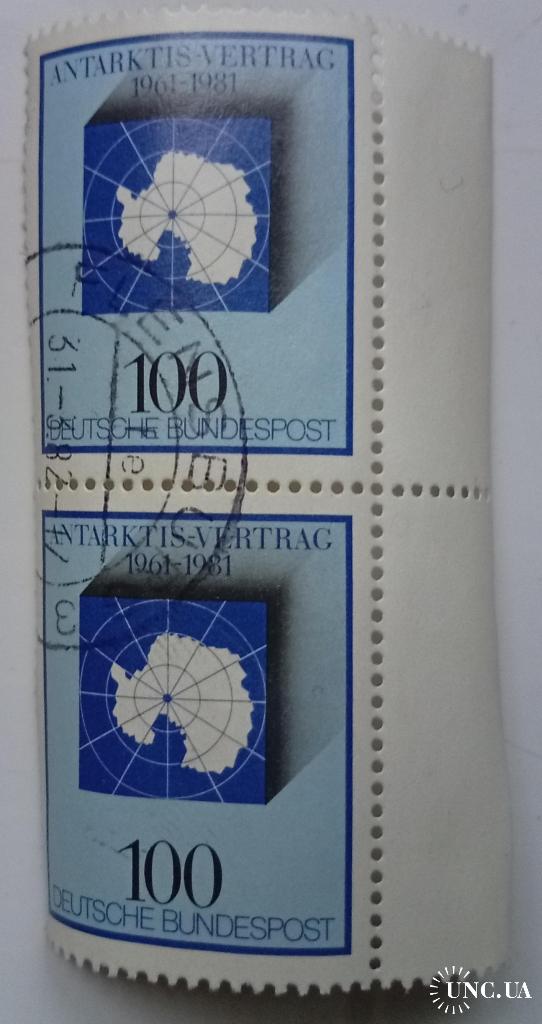 ANTARKTIS-VERTRAG
1961-1981
100
DEUTSCHE BUNDESPOST
ANTARKTIS-VERTRAG
1961-1981
100
DEUTSCHE BUNDESPOST
UNC.UA